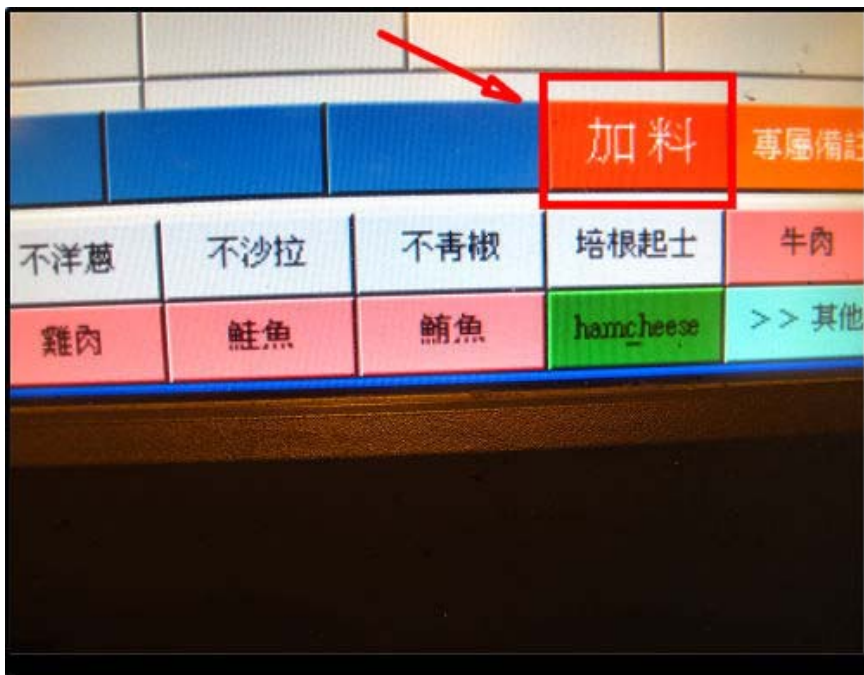 加料 專屬備註
不洋蔥 不沙拉 不青椒 培根起士 牛肉
雞肉 鮭魚 鮪魚 hamcheese >> 其他